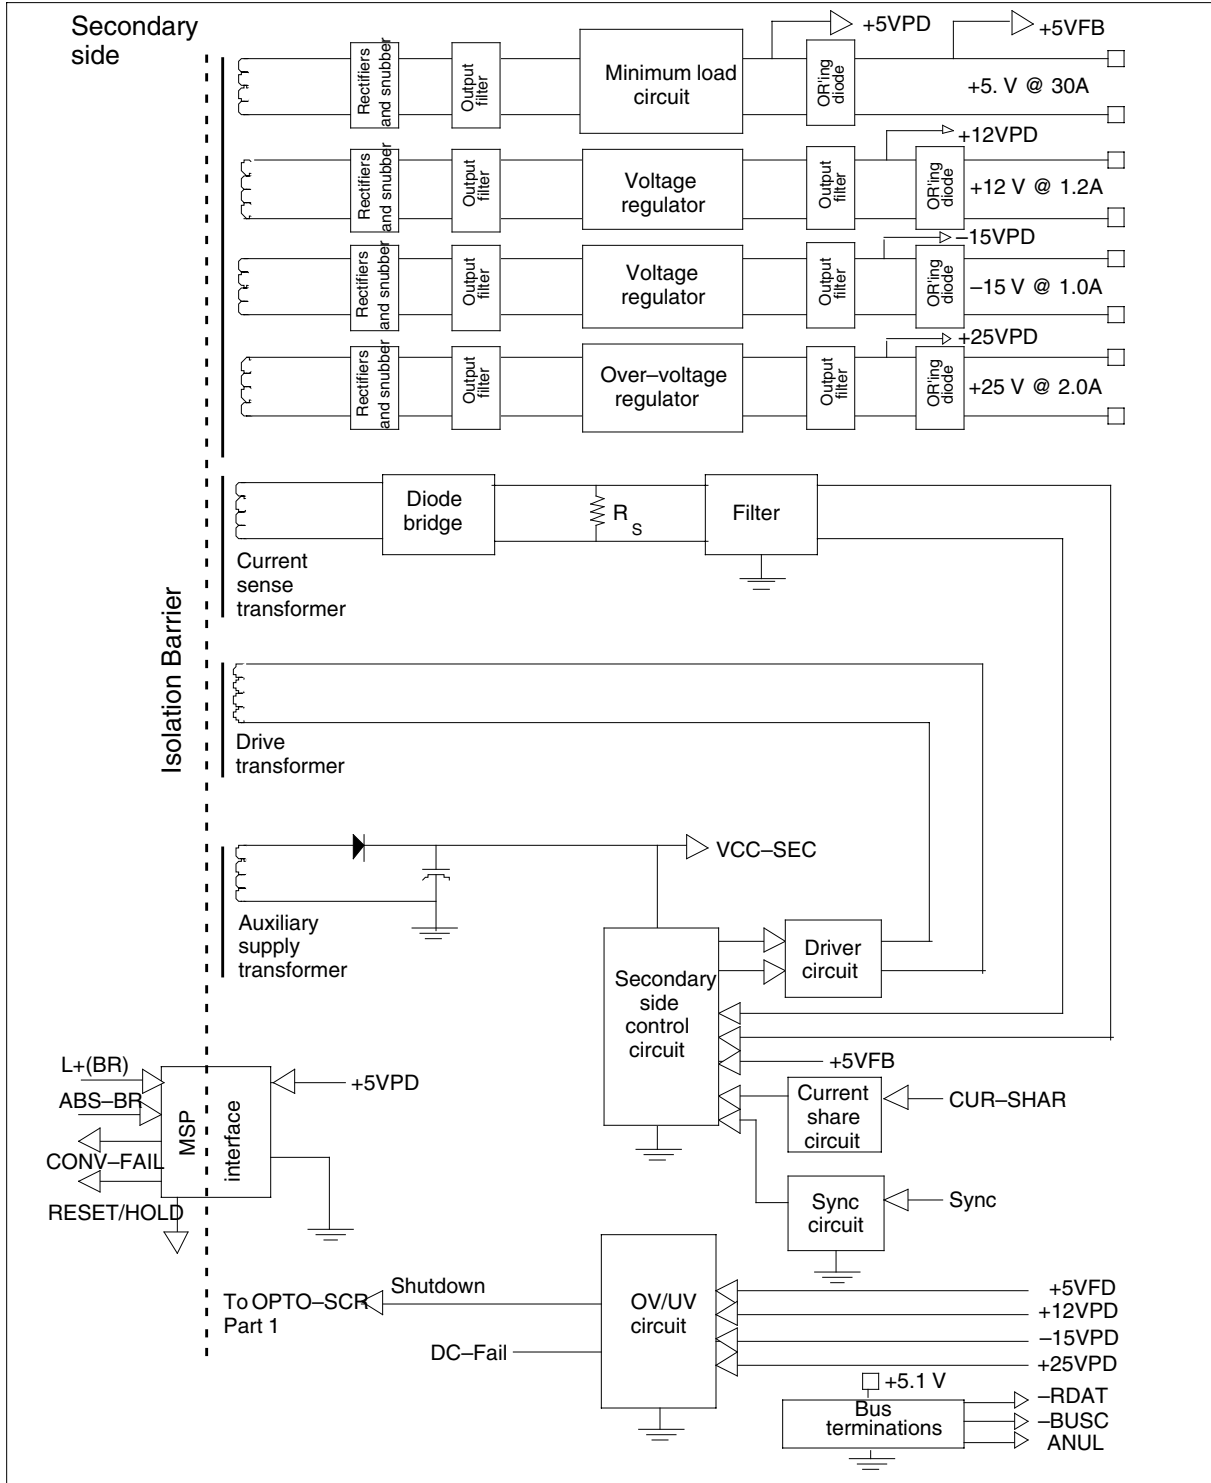 Secondary
side
+5VPD
+5VFB
Rectifiers
and snubber
Output
filter
Minimum load
circuit
OR'ing
diode
+5. V @ 30A
+12VPD
Rectifiers
and snubber
Output
filter
Voltage
regulator
Output
filter
OR'ing
diode
+12 V @ 1.2A
–15VPD
Rectifiers
and snubber
Output
filter
Voltage
regulator
Output
filter
OR'ing
diode
–15 V @ 1.0A
+25VPD
Rectifiers
and snubber
Output
filter
Over–voltage
regulator
Output
filter
OR'ing
diode
+25 V @ 2.0A
Diode
bridge
R S
Filter
Current
sense
transformer
Isolation Barrier
Drive
transformer
VCC–SEC
Auxiliary
supply
transformer
Driver
circuit
Secondary
side
control
circuit
+5VFB
L+(BR)
+5VPD
ABS–BR
MSP
interface
CONV–FAIL
RESET/HOLD
Current
share
circuit
CUR–SHAR
Sync
circuit
Sync
To OPTO–SCR
Part 1
Shutdown
OV/UV
circuit
DC–Fail
+5VFD
+12VPD
–15VPD
+25VPD
+5.1 V
Bus
terminations
–RDAT
–BUSC
ANUL